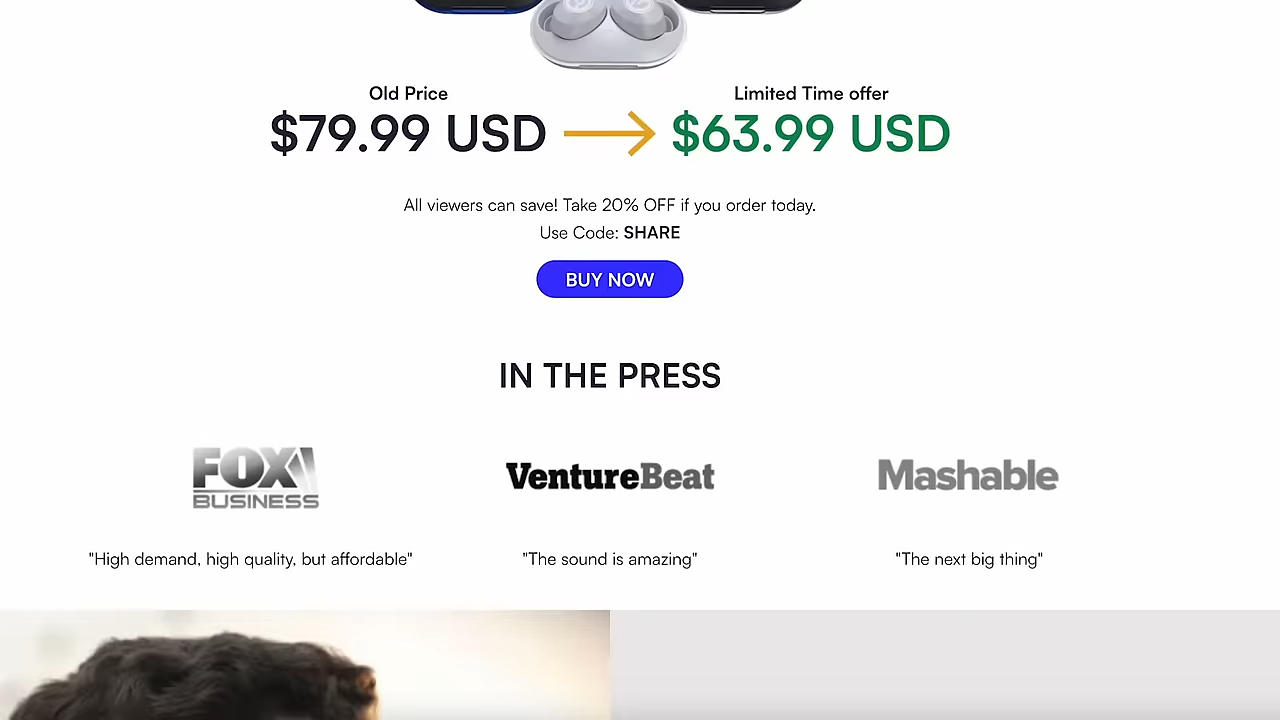 Old Price
Limited Time offer
$79.99 USD
$63.99 USD
All viewers can save! Take 20% OFF if you order today.
Use Code: SHARE
BUY NOW
IN THE PRESS
FOX
BUSINESS
VentureBeat
Mashable
"High demand, high quality, but affordable"
"The sound is amazing"
"The next big thing"